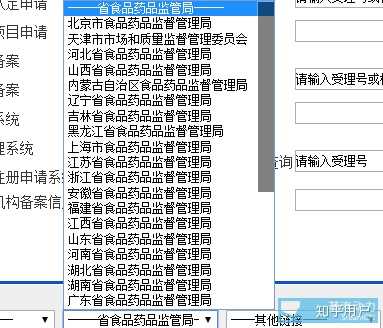 人定申请
项目申请
备案
备案
系统
理系统
注册申请系统
机构备案信息
———省食品药品监管局———
北京市食品药品监督管理局
天津市市场和质量监督管理委员会
河北省食品药品监督管理局
山西省食品药品监督管理局
内蒙古自治区食品药品监督管理局
辽宁省食品药品监督管理局
吉林省食品药品监督管理局
黑龙江省食品药品监督管理局
上海市食品药品监督管理局
江苏省食品药品监督管理局
浙江省食品药品监督管理局
安徽省食品药品监督管理局
福建省食品药品监督管理局
江西省食品药品监督管理局
山东省食品药品监督管理局
河南省食品药品监督管理局
湖北省食品药品监督管理局
湖南省食品药品监督管理局
广东省食品药品监督管理局
请输入受理号或
查询
请输入受理号
———省食品药品监管局—
——其他链接
知乎用户